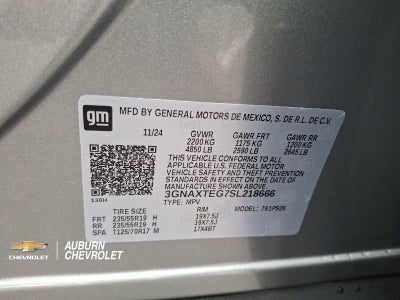 gm
MFD BY GENERAL MOTORS DE MEXICO, S. DE R.L. DE C.V.
11/24 GVWR GAWR FRT GAWR RR
2200 KG 1175 KG 1200 KG
4850 LB 2590 LB 2645 LB
THIS VEHICLE CONFORMS TO ALL
APPLICABLE U.S. FEDERAL MOTOR
VEHICLE SAFETY AND THEFT PREVENTION
STANDARDS IN EFFECT ON THE DATE OF
MANUFACTURE SHOWN ABOVE.
3GNAXTEG7SL218666
TYPE: MPV MODEL: 761PS26
TIRE SIZE RIM
FRT 235/55R19 H 19X7.5J
RR 235/55R19 H 19X7.5J
SPA T125/70R17 M 17X4BT
CHEVROLET
AUBURN
CHEVROLET